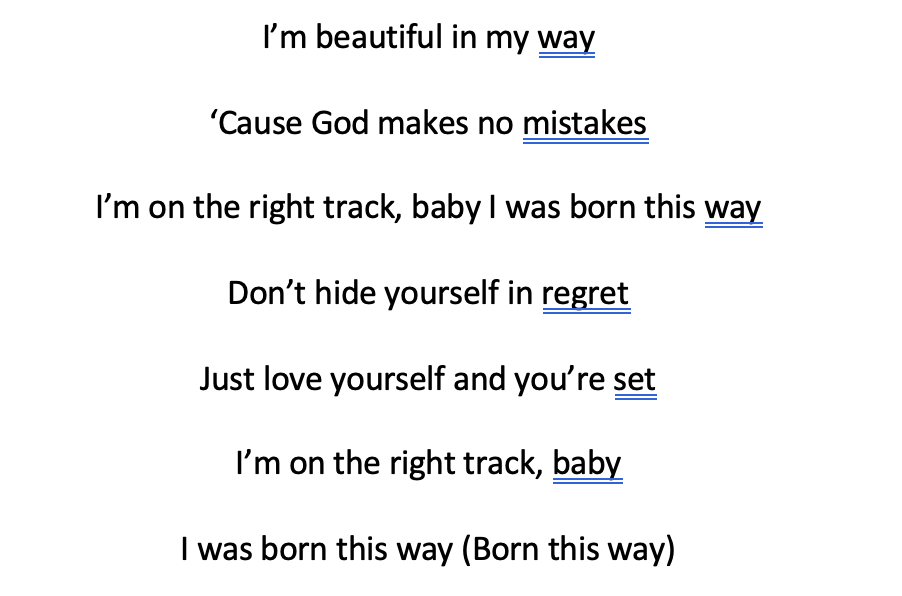 I’m beautiful in my way
‘Cause God makes no mistakes
I’m on the right track, baby I was born this way
Don’t hide yourself in regret
Just love yourself and you’re set
I’m on the right track, baby
I was born this way (Born this way)